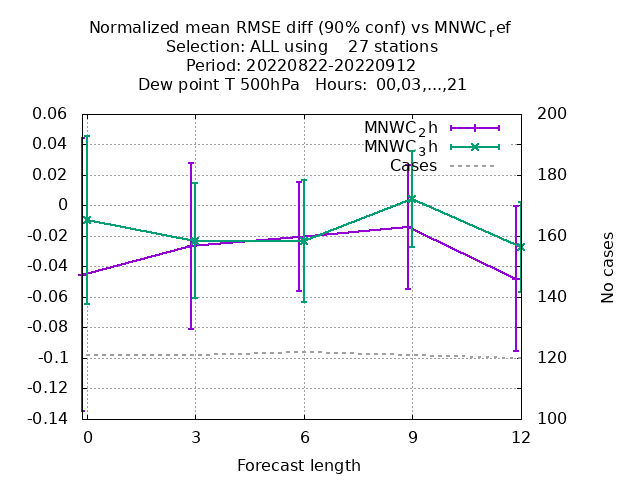 Normalized mean RMSE diff (90% conf) vs MNWCref
Selection: ALL using 27 stations
Period: 20220822-20220912
Dew point T 500hPa Hours: 00,03,...,21
MNWC2h
MNWC3h
Cases
0.06
0.04
0.02
0
-0.02
-0.04
-0.06
-0.08
-0.1
-0.12
-0.14
200
180
160
140
120
100
No cases
0 3 6 9 12
Forecast length